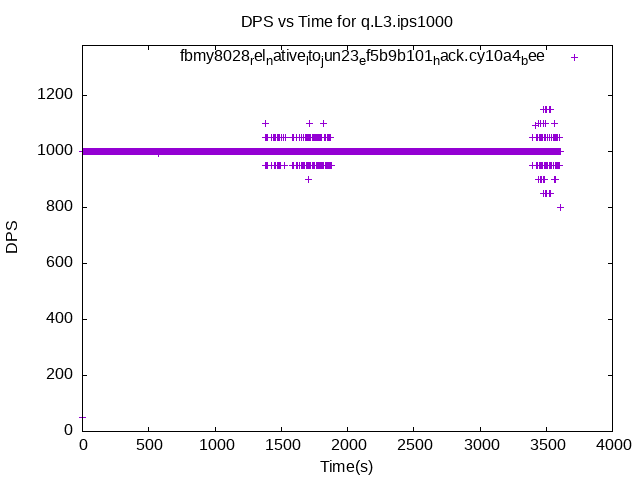 DPS vs Time for q.L3.ips1000
fbmy8028relnativeltojun23ef5b9b101hack.cy10a4bee
1200
1000
800
600
400
200
0
DPS
0 500 1000 1500 2000 2500 3000 3500 4000
Time(s)